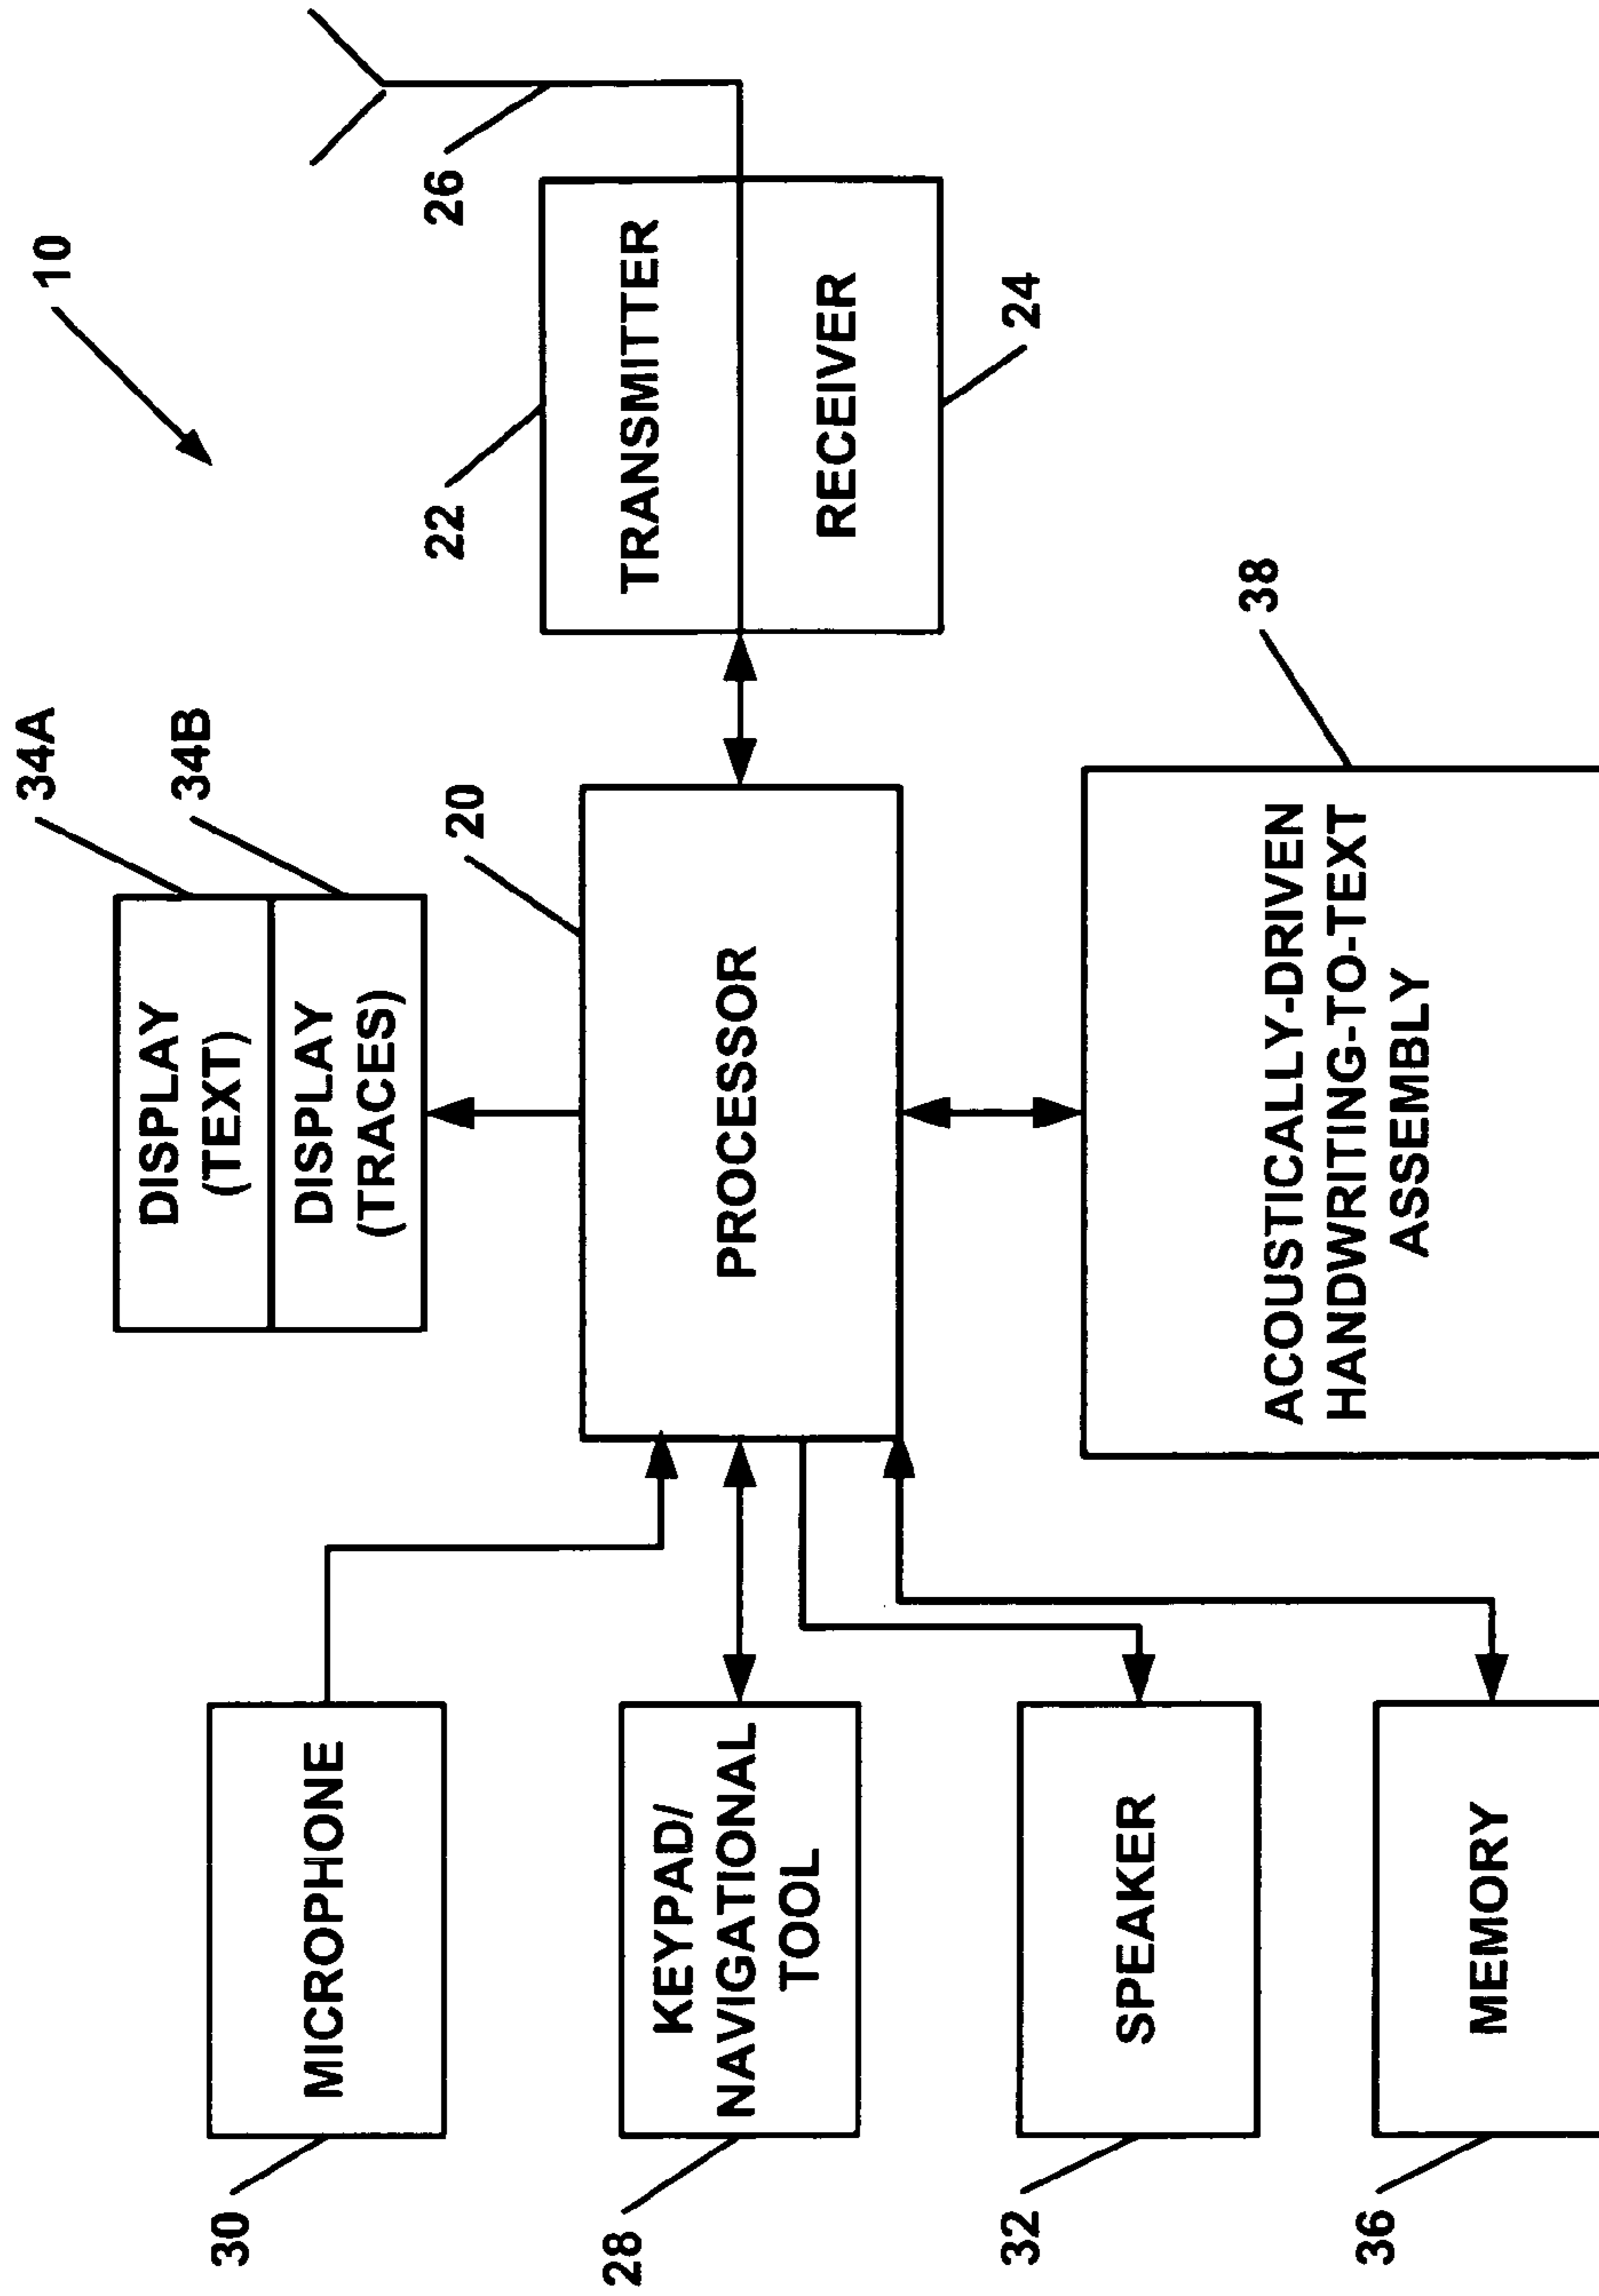 10
34A
34B
DISPLAY
(TEXT)
DISPLAY
(TRACES)
30
MICROPHONE
20
PROCESSOR
22
26
TRANSMITTER
RECEIVER
24
28
KEYPAD/
NAVIGATIONAL
TOOL
32
SPEAKER
36
MEMORY
38
ACOUSTICALLY-DRIVEN
HANDWRITING-TO-TEXT
ASSEMBLY